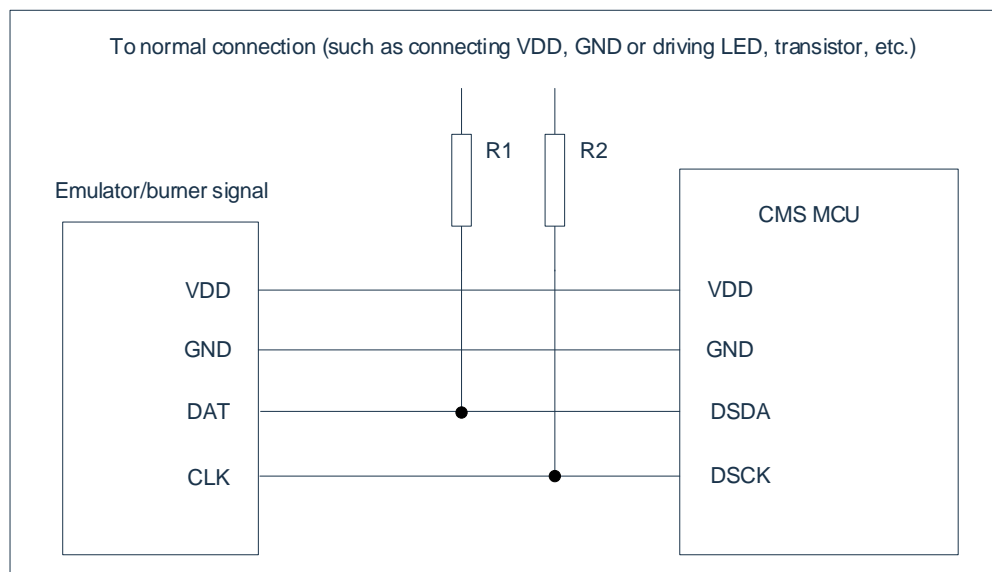 To normal connection (such as connecting VDD, GND or driving LED, transistor, etc.)
R1 R2
Emulator/burner signal
CMS MCU
VDD VDD
GND GND
DAT DSDA
CLK DSCK